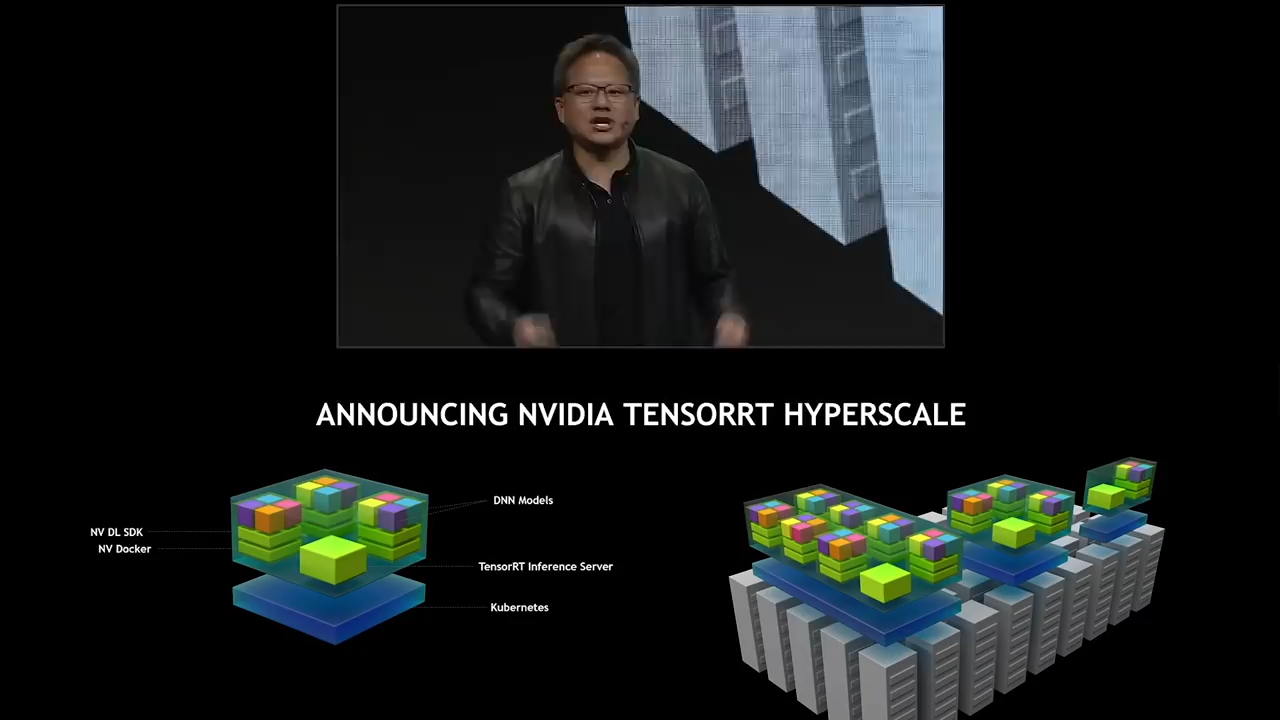 ANNOUNCING NVIDIA TENSORRT HYPERSCALE
DNN Models
NV DL SDK
NV Docker
TensorRT Inference Server
Kubernetes